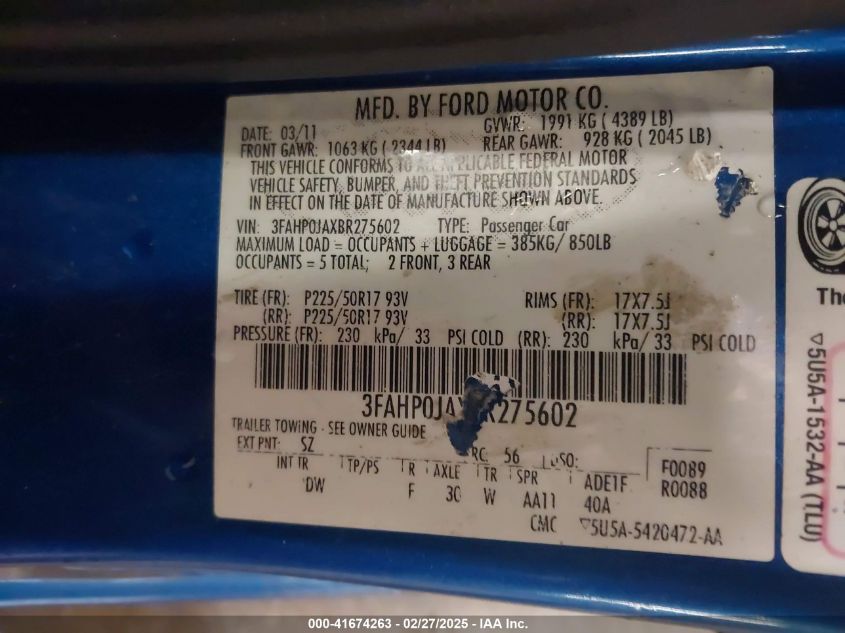 MFD. BY FORD MOTOR CO.
DATE: 03/11 GVWR: 1991 KG ( 4389 LB)
FRONT GAWR: 1063 KG ( 2344 LB) REAR GAWR: 928 KG ( 2045 LB)
THIS VEHICLE CONFORMS TO ALL APPLICABLE FEDERAL MOTOR
VEHICLE SAFETY, BUMPER, AND THEFT PREVENTION STANDARDS
IN EFFECT ON THE DATE OF MANUFACTURE SHOWN ABOVE.
VIN: 3FAHP0JAXBR275602 TYPE: Passenger Car
MAXIMUM LOAD = OCCUPANTS + LUGGAGE = 385KG/ 850LB
OCCUPANTS = 5 TOTAL; 2 FRONT, 3 REAR
TIRE (FR): P225/50R17 93V RIMS (FR): 17X7.5J
(RR): P225/50R17 93V (RR): 17X7.5J
PRESSURE (FR): 230 kPa/ 33 PSI COLD (RR): 230 kPa/ 33 PSI COLD
3FAHP0JAXBR275602
TRAILER TOWING - SEE OWNER GUIDE
EXT PNT: SZ RC: 56 DSO: F0089
INT TR TP/PS R AXLE TR SPR ADE1F R0088
DW F 30 W AA11 40A
CMC ▽5U5A-5420472-AA
The
▽5U5A-1532-AA (TLU)
000-41674263 - 02/27/2025 - IAA Inc.